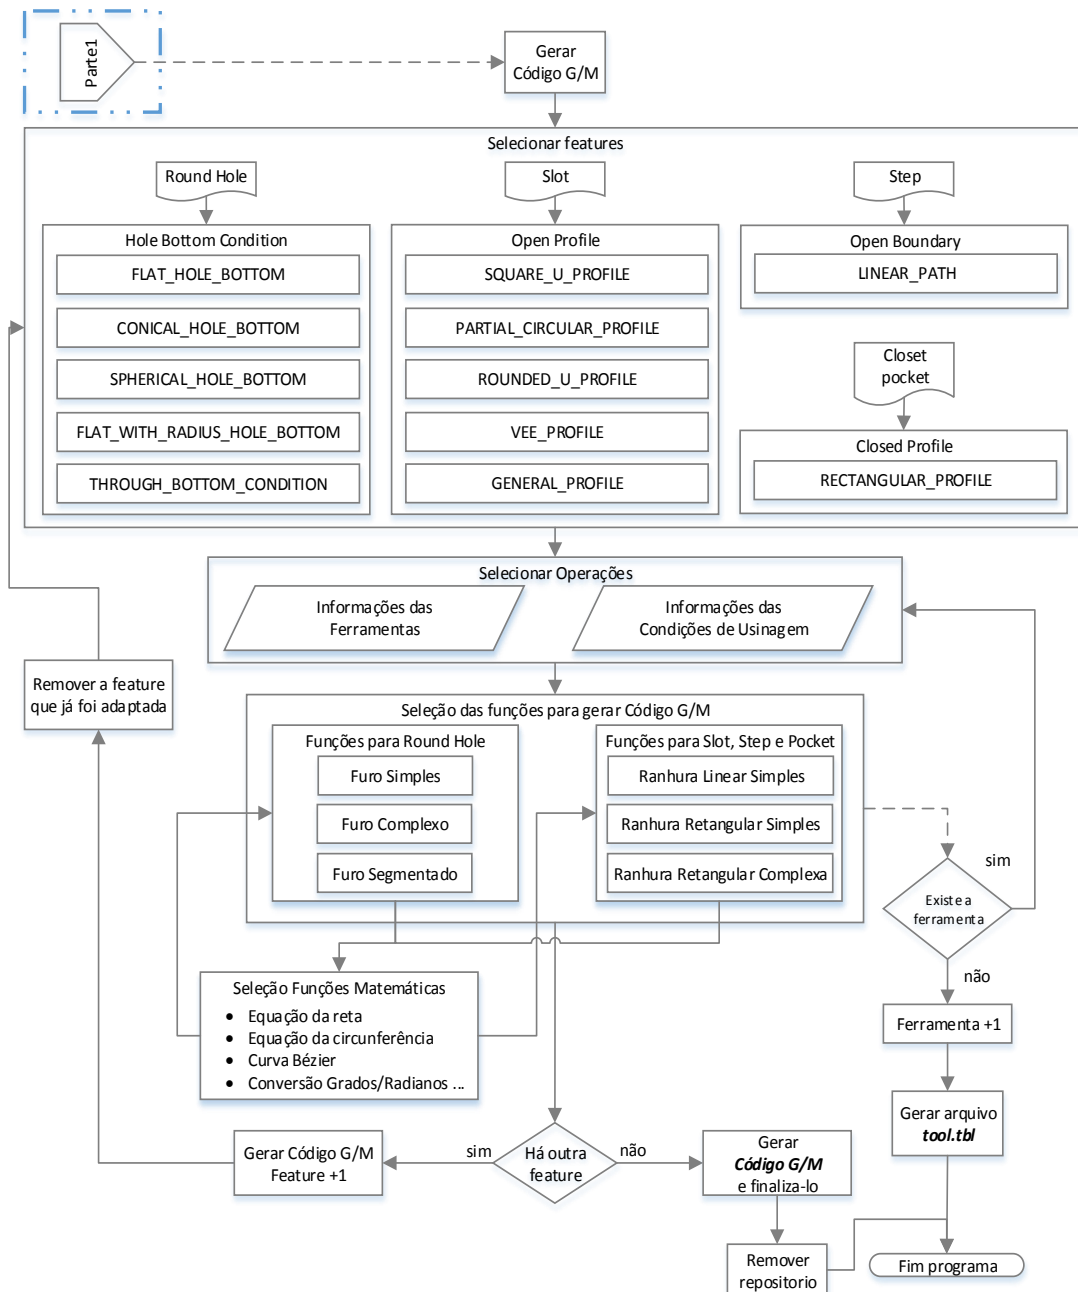 Parte1
Gerar
Código G/M
Selecionar features
Round Hole
Hole Bottom Condition
FLAT_HOLE_BOTTOM
CONICAL_HOLE_BOTTOM
SPHERICAL_HOLE_BOTTOM
FLAT_WITH_RADIUS_HOLE_BOTTOM
THROUGH_BOTTOM_CONDITION
Slot
Open Profile
SQUARE_U_PROFILE
PARTIAL_CIRCULAR_PROFILE
ROUNDED_U_PROFILE
VEE_PROFILE
GENERAL_PROFILE
Step
Open Boundary
LINEAR_PATH
Closet
pocket
Closed Profile
RECTANGULAR_PROFILE
Selecionar Operações
Informações das
Ferramentas
Informações das
Condições de Usinagem
Remover a feature
que já foi adaptada
Seleção das funções para gerar Código G/M
Funções para Round Hole
Furo Simples
Furo Complexo
Furo Segmentado
Funções para Slot, Step e Pocket
Ranhura Linear Simples
Ranhura Retangular Simples
Ranhura Retangular Complexa
sim
Existe a
ferramenta
não
Seleção Funções Matemáticas
• Equação da reta
• Equação da circunferência
• Curva Bézier
• Conversão Grados/Radianos ...
Ferramenta +1
Gerar arquivo
tool.tbl
Gerar Código G/M
Feature +1
sim
Há outra
feature
não
Gerar
Código G/M
e finaliza-lo
Remover
repositorio
Fim programa